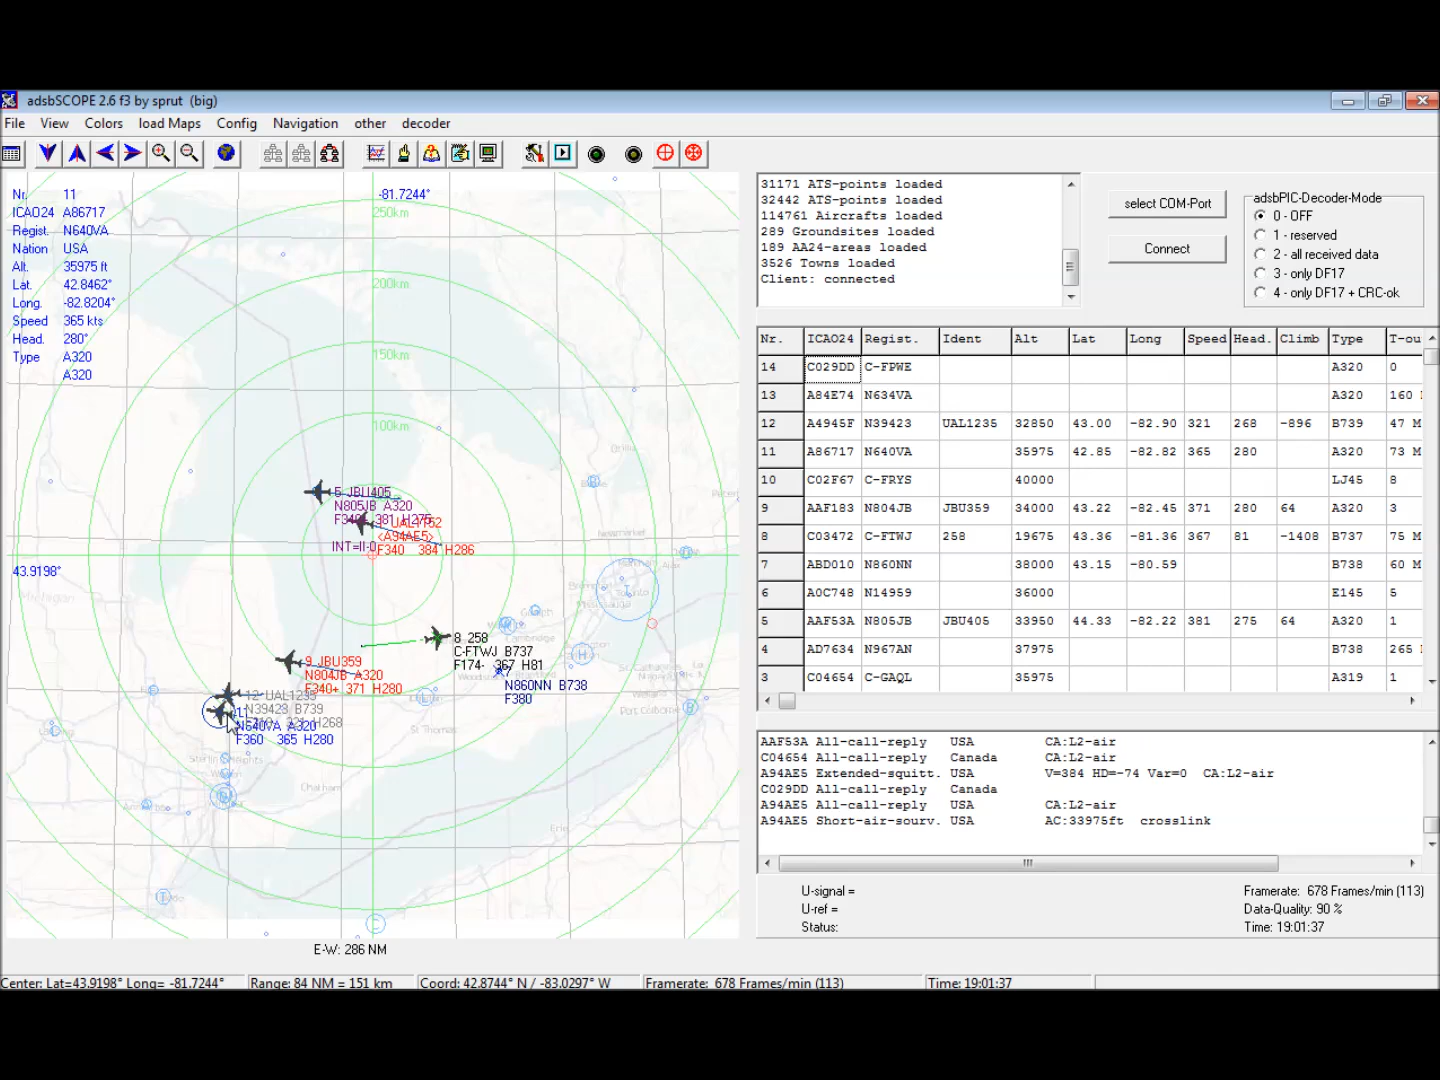 adsbSCOPE 2.6 f3 by sprut (big)
File View Colors load Maps Config Navigation other decoder
Nr. 11
ICAO24 A86717
Regist. N640VA
Nation USA
Alt. 35975 ft
Lat. 42.8462°
Long. -82.8204°
Speed 365 kts
Head. 280°
Type A320
A320
-81.7244°
250km
200km
150km
100km
43.9198°
5 JBU405
N805JB A320
381 H275
<A94AE5>
INT=II-0
F340 384 H286
8 258
C-FTWJ B737
F174- 367 H81
N860NN B738
F380
9 JBU359
N804JB A320
F340+ 371 H280
12 UAL1235
N39423 B739
H268
N640VA A320
F360 365 H280
Chatham
St Thomas
Erie
E-W: 286 NM
31171 ATS-points loaded
32442 ATS-points loaded
114761 Aircrafts loaded
289 Groundsites loaded
189 AA24-areas loaded
3526 Towns loaded
Client: connected
select COM-Port
Connect
adsbPIC-Decoder-Mode
0 - OFF
1 - reserved
2 - all received data
3 - only DF17
4 - only DF17 + CRC-ok
Nr. ICAO24 Regist. Ident Alt Lat Long Speed Head. Climb Type T-ou
14 C029DD C-FPWE A320 0
13 A84E74 N634VA A320 160
12 A4945F N39423 UAL1235 32850 43.00 -82.90 321 268 -896 B739 47 M
11 A86717 N640VA 35975 42.85 -82.82 365 280 A320 73 M
10 C02F67 C-FRYS 40000 LJ45 8
9 AAF183 N804JB JBU359 34000 43.22 -82.45 371 280 64 A320 3
8 C03472 C-FTWJ 258 19675 43.36 -81.36 367 81 -1408 B737 75 M
7 ABD010 N860NN 38000 43.15 -80.59 B738 60 M
6 A0C748 N14959 36000 E145 5
5 AAF53A N805JB JBU405 33950 44.33 -82.22 381 275 64 A320 1
4 AD7634 N967AN 37975 B738 265
3 C04654 C-GAQL 35975 A319 1
AAF53A All-call-reply USA CA:L2-air
C04654 All-call-reply Canada CA:L2-air
A94AE5 Extended-squitt. USA V=384 HD=-74 Var=0 CA:L2-air
C029DD All-call-reply Canada
A94AE5 All-call-reply USA CA:L2-air
A94AE5 Short-air-sourv. USA AC:33975ft crosslink
U-signal =
U-ref =
Status:
Framerate: 678 Frames/min (113)
Data-Quality: 90 %
Time: 19:01:37
Center: Lat=43.9198° Lon= -81.7244° Range: 84 NM = 151 km Coord: 42.8744° N / -83.0297° W Framerate: 678 Frames/min (113) Time: 19:01:37